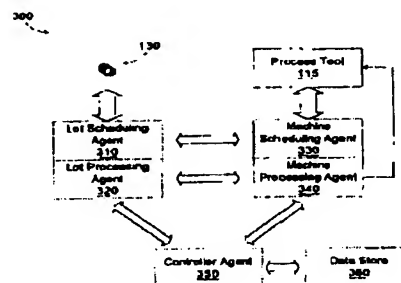 300
130
Process Tool
115
Lot Scheduling
Agent
310
Lot Processing
Agent
320
Machine
Scheduling Agent
330
Machine
Processing Agent
340
Controller Agent
350
Data Store
360